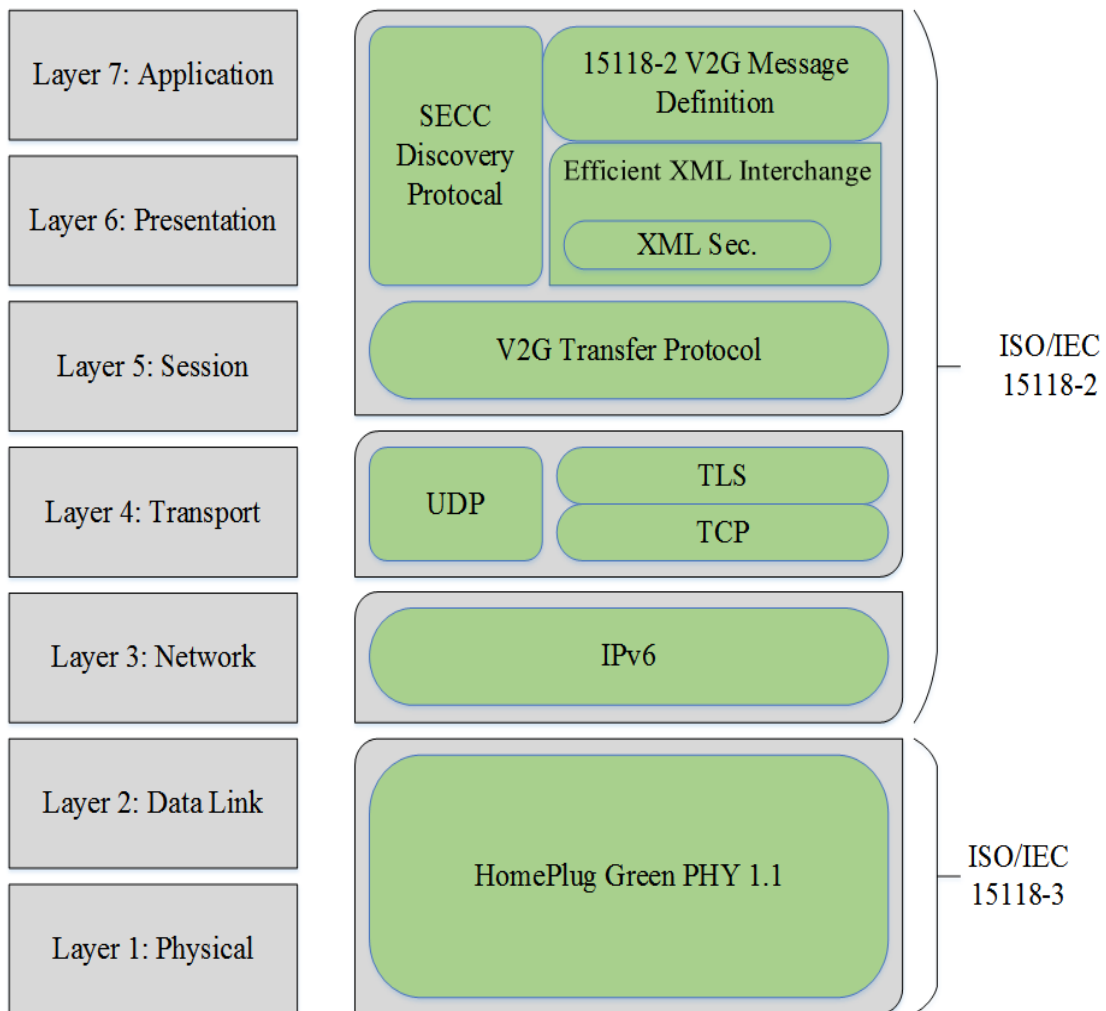 Layer 7: Application
Layer 6: Presentation
Layer 5: Session
Layer 4: Transport
Layer 3: Network
Layer 2: Data Link
Layer 1: Physical
SECC
Discovery
Protocal
15118-2 V2G Message
Definition
Efficient XML Interchange
XML Sec.
V2G Transfer Protocol
UDP
TLS
TCP
IPv6
HomePlug Green PHY 1.1
ISO/IEC
15118-2
ISO/IEC
15118-3